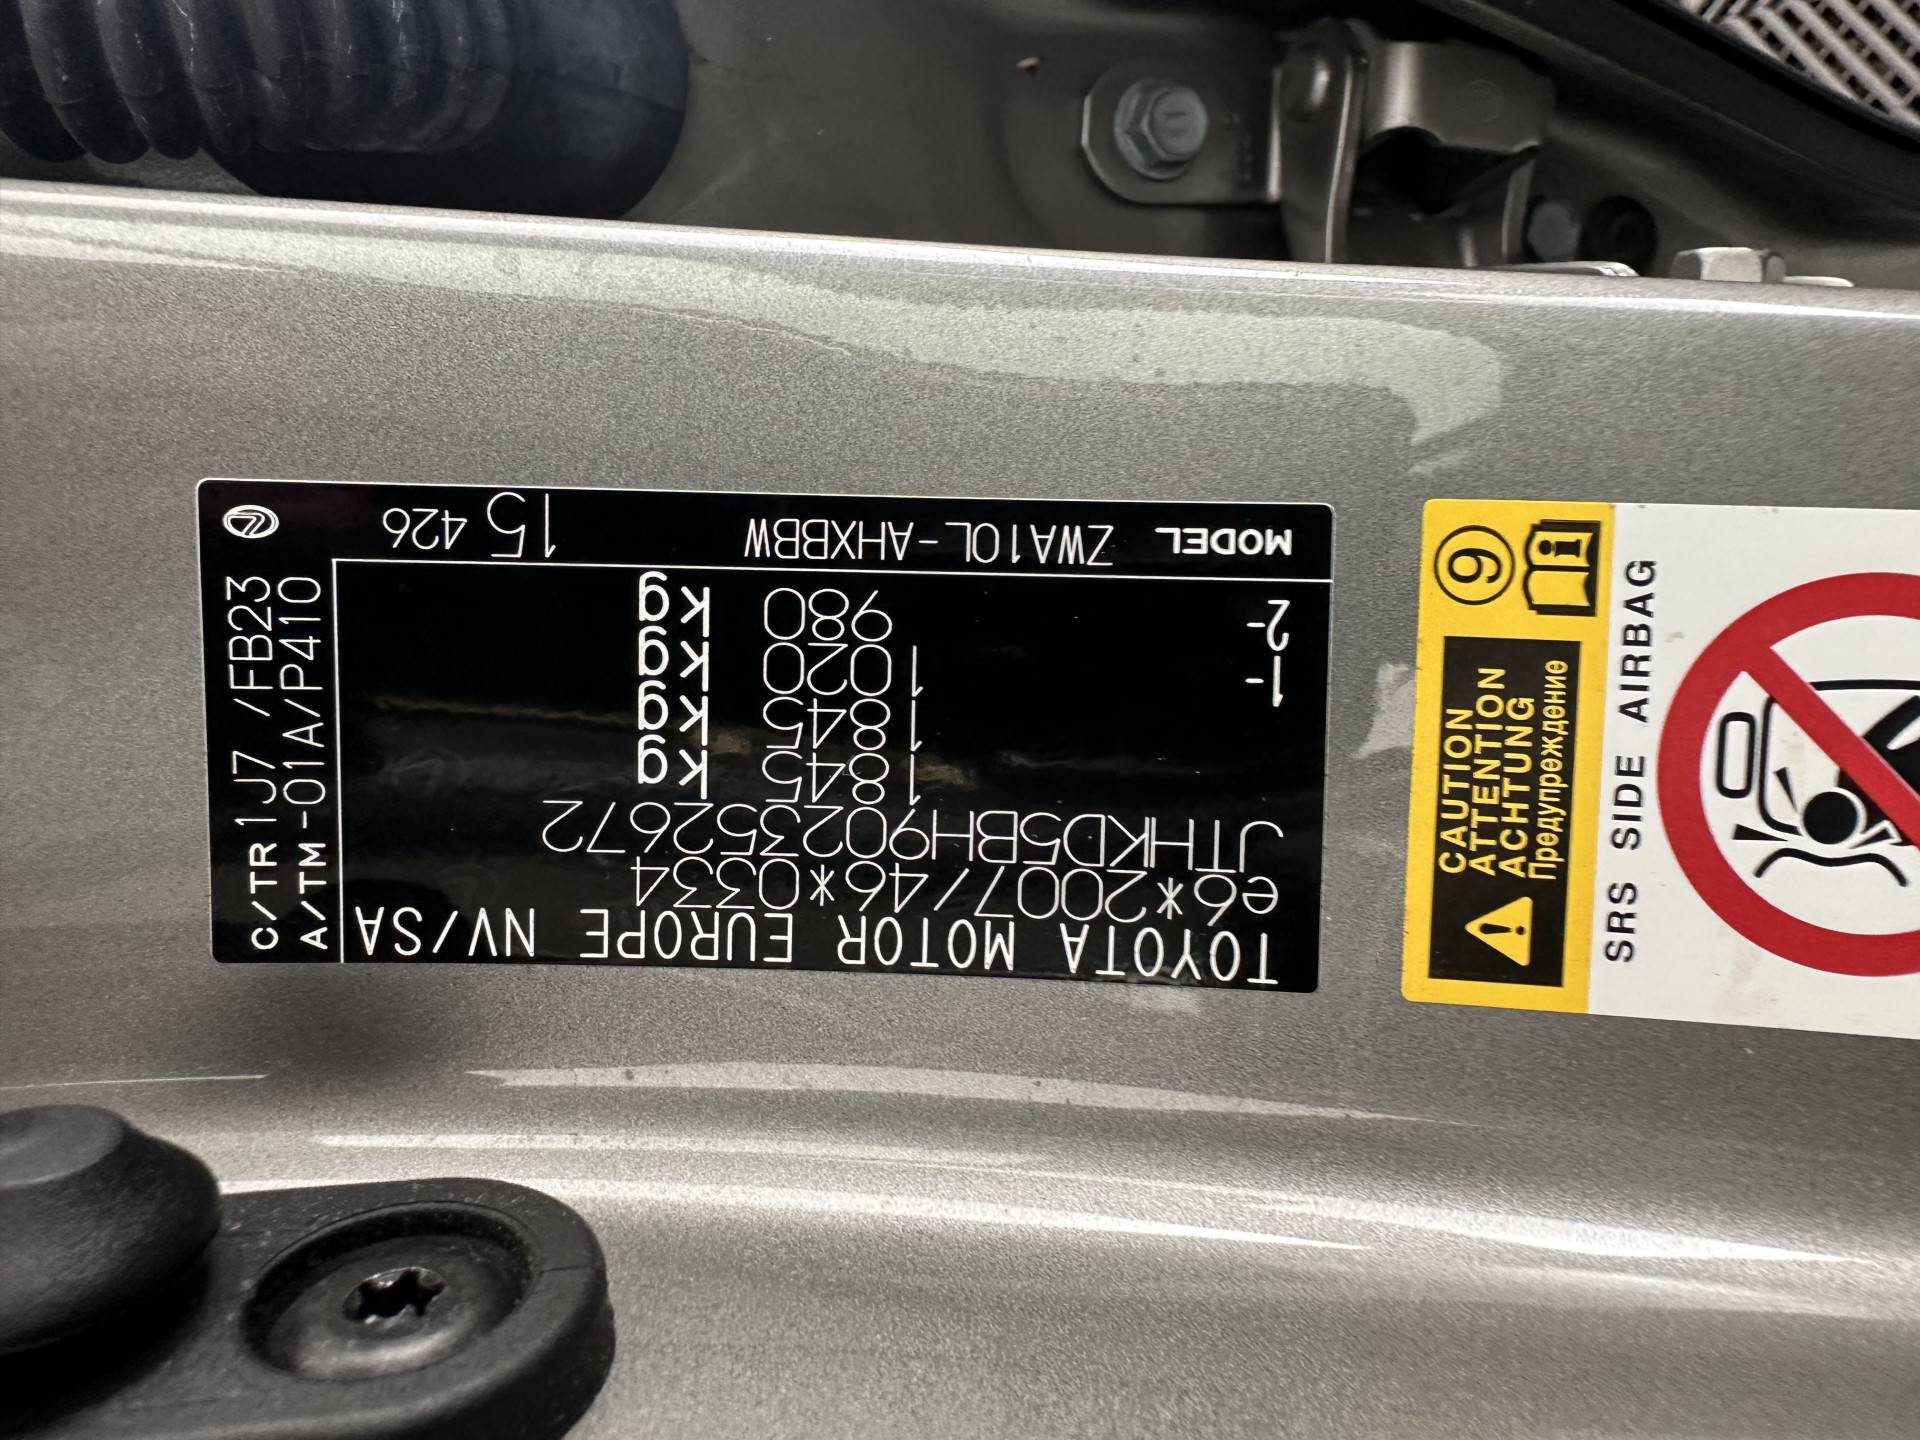 TOYOTA MOTOR EUROPE NV/SA
e6*2007/46*0334
JTHKD5BH902352672
1845 kg
1845 kg
1- 1020 kg
2- 980 kg
MODEL ZWA10L-AHXBBW 15 426
C/TR 1J7 /FB23
A/TM -01A/P410
9
i
CAUTION
ATTENTION
ACHTUNG
Предупреждение
SRS SIDE AIRBAG